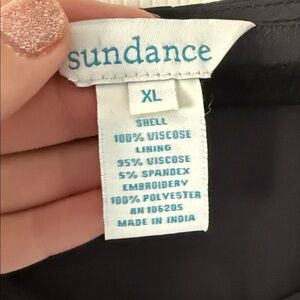 sundance
XL
SHELL
100% VISCOSE
LINING
95% VISCOSE
5% SPANDEX
EMBROIDERY
100% POLYESTER
RN 106205
MADE IN INDIA